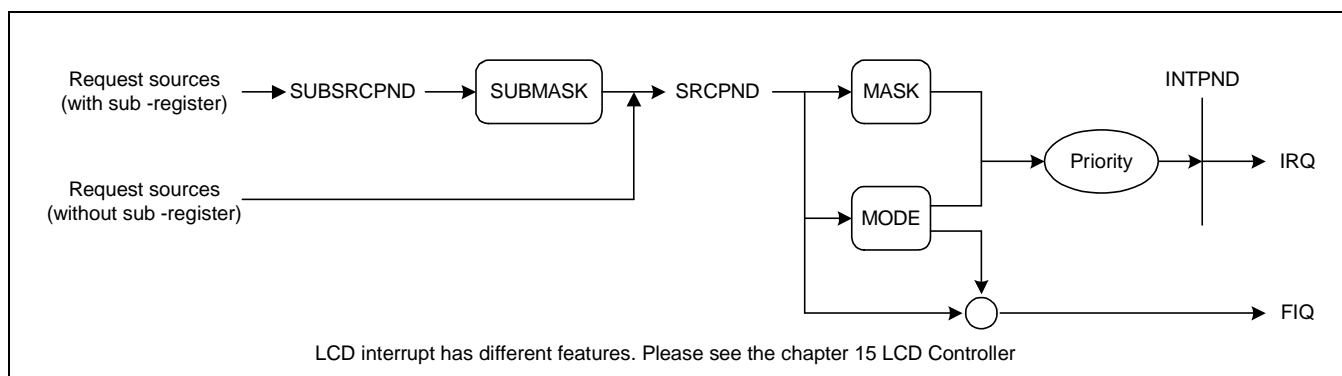 Request sources
(with sub -register)
SUBSRCPND
SUBMASK
SRCPND
MASK
INTPND
Priority
IRQ
Request sources
(without sub -register)
MODE
FIQ
LCD interrupt has different features. Please see the chapter 15 LCD Controller